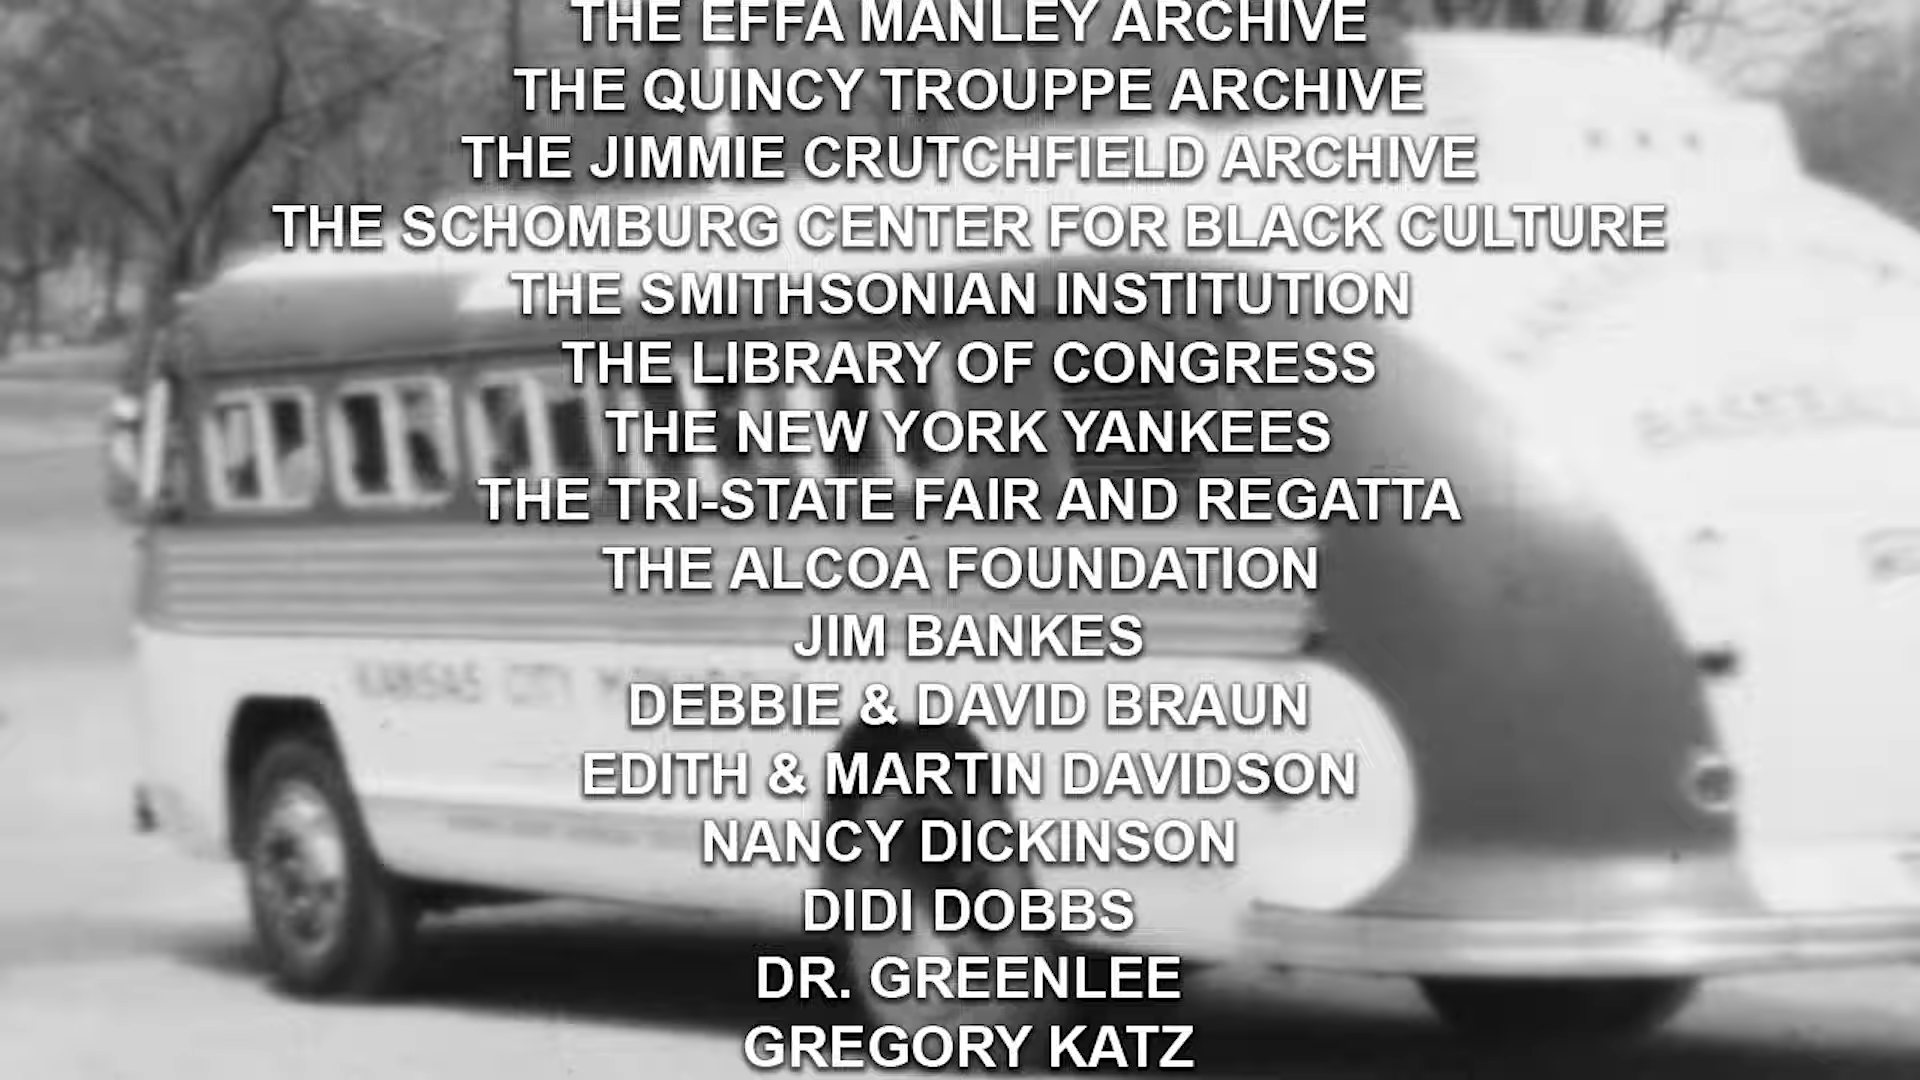 THE EFFA MANLEY ARCHIVE
THE QUINCY TROUPPE ARCHIVE
THE JIMMIE CRUTCHFIELD ARCHIVE
THE SCHOMBURG CENTER FOR BLACK CULTURE
THE SMITHSONIAN INSTITUTION
THE LIBRARY OF CONGRESS
THE NEW YORK YANKEES
THE TRI-STATE FAIR AND REGATTA
THE ALCOA FOUNDATION
JIM BANKES
KANSAS CITY
DEBBIE & DAVID BRAUN
EDITH & MARTIN DAVIDSON
NANCY DICKINSON
DIDI DOBBS
DR. GREENLEE
GREGORY KATZ